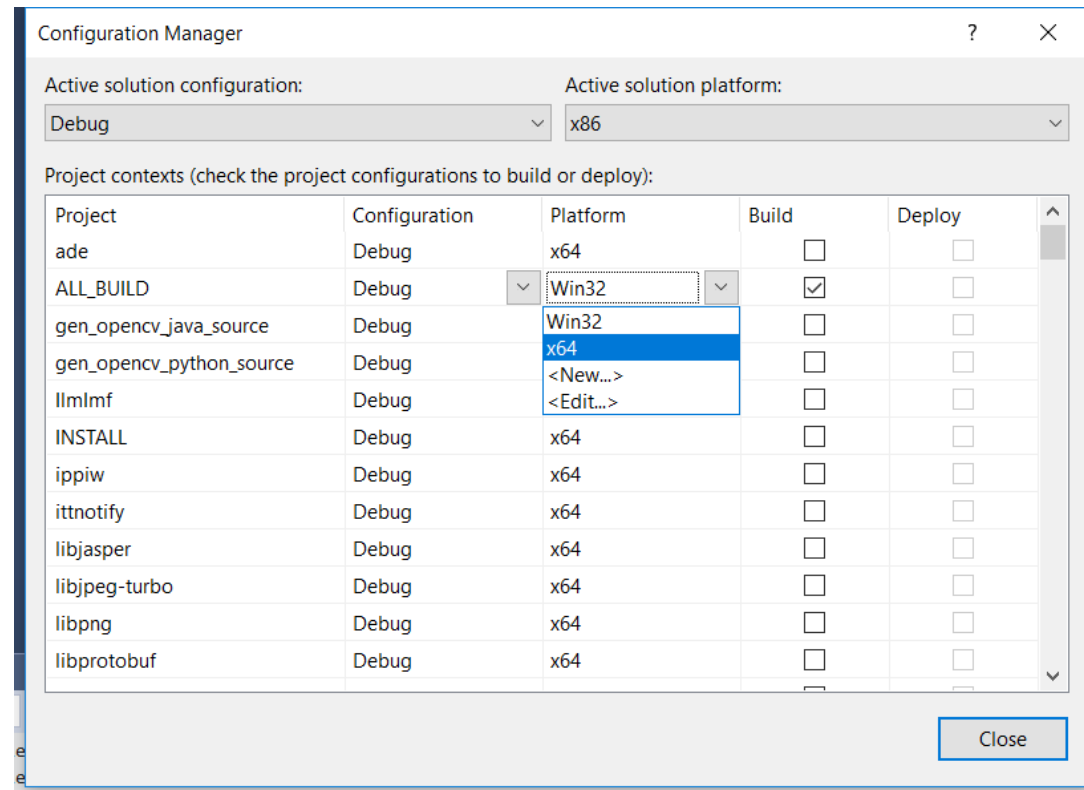 Configuration Manager ?
Active solution configuration: Active solution platform:
Debug x86
Project contexts (check the project configurations to build or deploy):
Project Configuration Platform Build Deploy
ade Debug x64
ALL_BUILD Debug Win32
Win32
gen_opencv_java_source Debug
x64
gen_opencv_python_source Debug
<New...>
<Edit...>
llmlmf Debug
INSTALL Debug x64
ippiw Debug x64
ittnotify Debug x64
libjasper Debug x64
libjpeg-turbo Debug x64
libpng Debug x64
libprotobuf Debug x64
Close
e
e